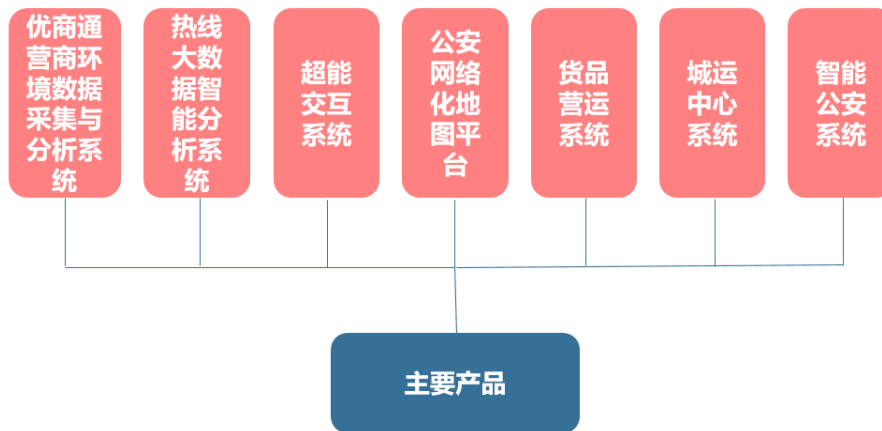 优商通
营商环
境数据
采集与
分析系
统
热线
大数
据智
能分
析系
统
超能
交互
系统
公安
网络
化地
图平
台
货品
营运
系统
城运
中心
系统
智能
公安
系统
主要产品